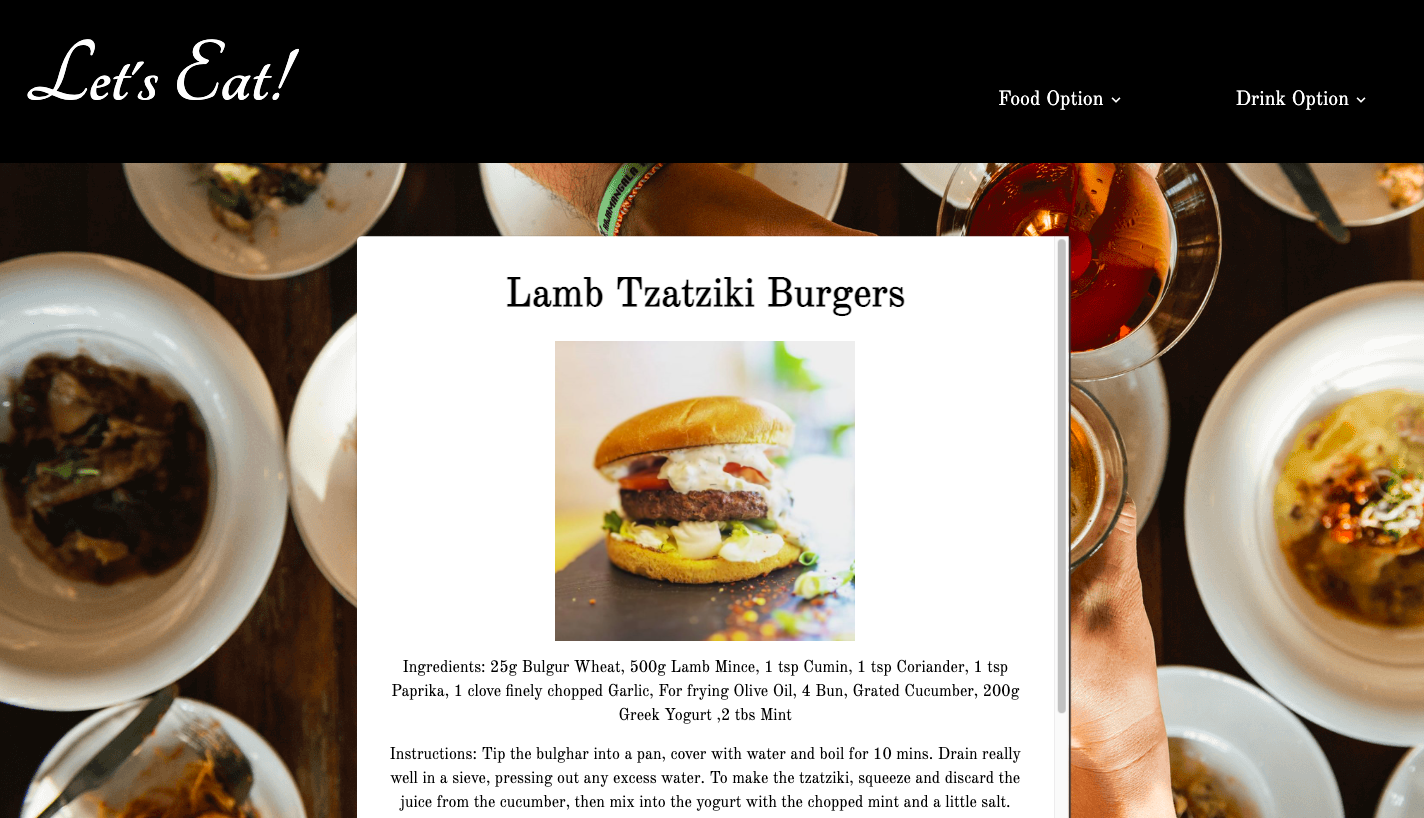 Let's Eat!
Food Option
Drink Option
Lamb Tzatziki Burgers
Ingredients: 25g Bulgur Wheat, 500g Lamb Mince, 1 tsp Cumin, 1 tsp Coriander, 1 tsp
Paprika, 1 clove finely chopped Garlic, For frying Olive Oil, 4 Bun, Grated Cucumber, 200g
Greek Yogurt ,2 tbs Mint
Instructions: Tip the bulghar into a pan, cover with water and boil for 10 mins. Drain really
well in a sieve, pressing out any excess water. To make the tzatziki, squeeze and discard the
juice from the cucumber, then mix into the yogurt with the chopped mint and a little salt.